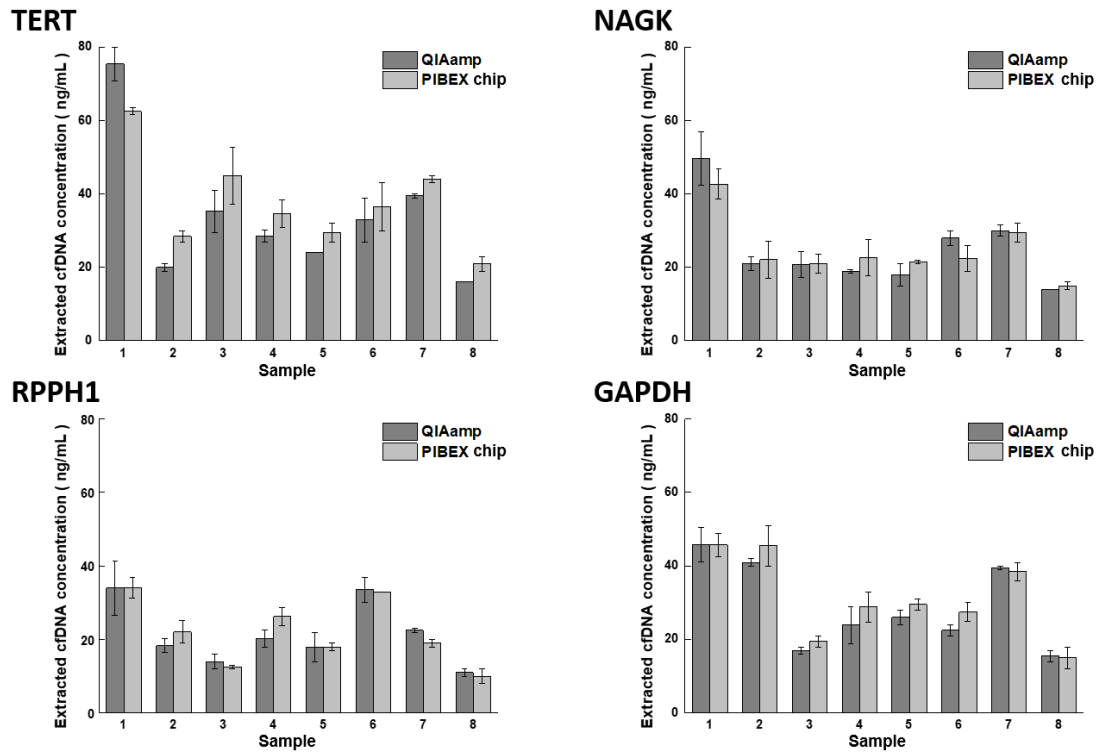 TERT
Extracted cfDNA concentration ( ng/mL )
80
60
40
20
0
QIAamp
PIBEX chip
1 2 3 4 5 6 7 8
Sample
NAGK
Extracted cfDNA concentration ( ng/mL )
80
60
40
20
0
QIAamp
PIBEX chip
1 2 3 4 5 6 7 8
Sample
RPPH1
Extracted cfDNA concentration ( ng/mL )
80
60
40
20
0
QIAamp
PIBEX chip
1 2 3 4 5 6 7 8
Sample
GAPDH
Extracted cfDNA concentration ( ng/mL )
80
60
40
20
0
QIAamp
PIBEX chip
1 2 3 4 5 6 7 8
Sample